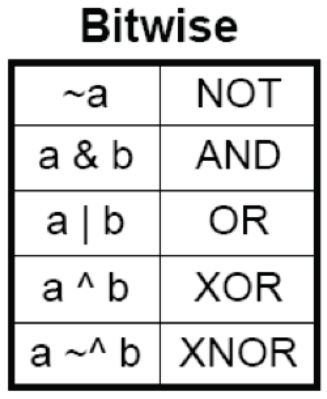 Bitwise
~a NOT
a & b AND
a | b OR
a ^ b XOR
a ~^ b XNOR